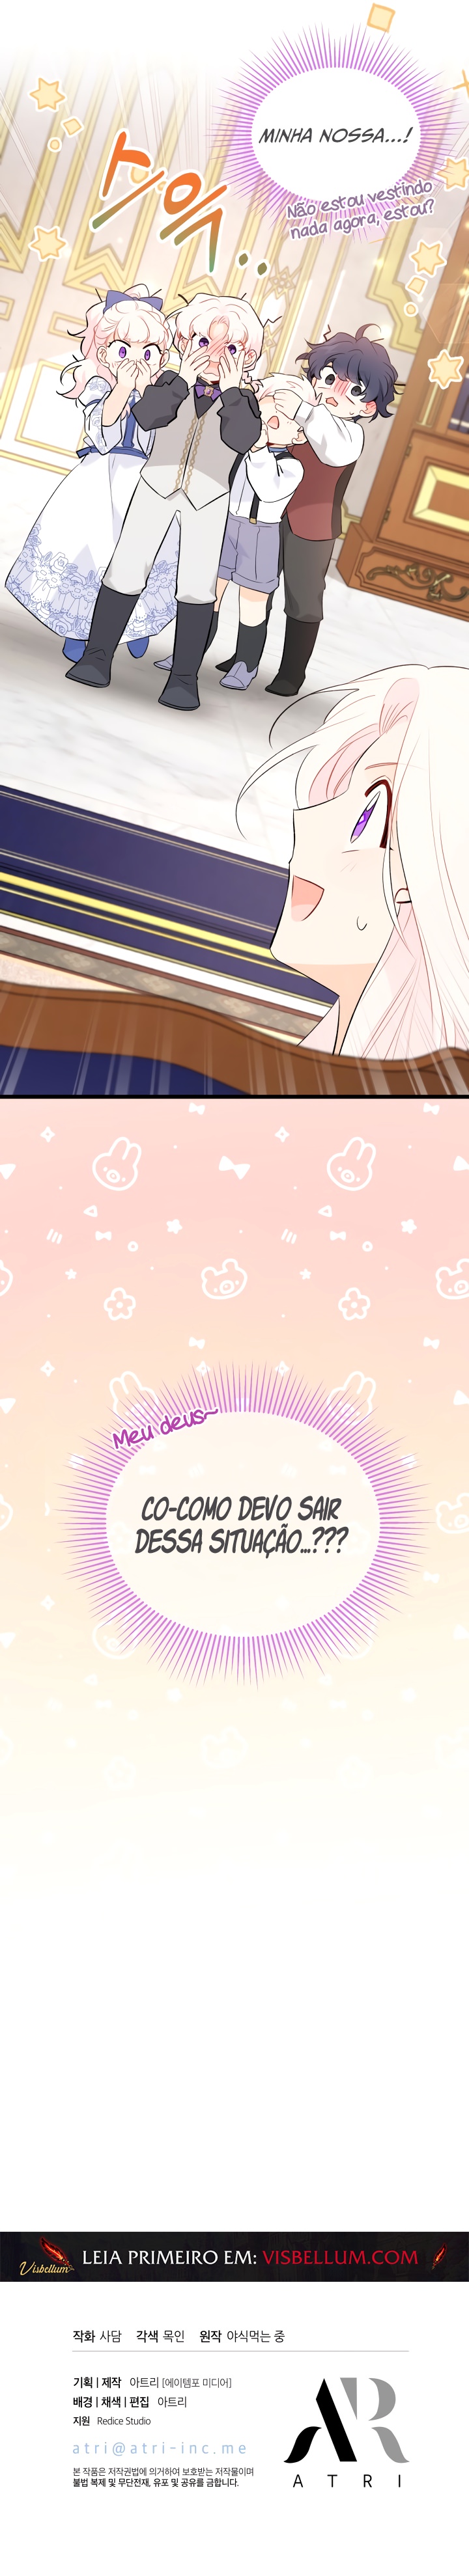 MINHA NOSSA...!
Não estou vestindo
nada agora, estou?
스윽..
Meu deus~
CO-COMO DEVO SAIR
DESSA SITUAÇÃO...???
Visbellum
LEIA PRIMEIRO EM: VISBELLUM.COM
작화 사담 각색 목인 원작 야식먹는 중
기획 | 제작 아트리 [에이템포 미디어]
배경 | 채색 | 편집 아트리
지원 Redice Studio
atri@atri-inc.me
본 작품은 저작권법에 의거하여 보호받는 저작물이며
불법 복제 및 무단전재, 유포 및 공유를 금합니다.
AR
ATRI